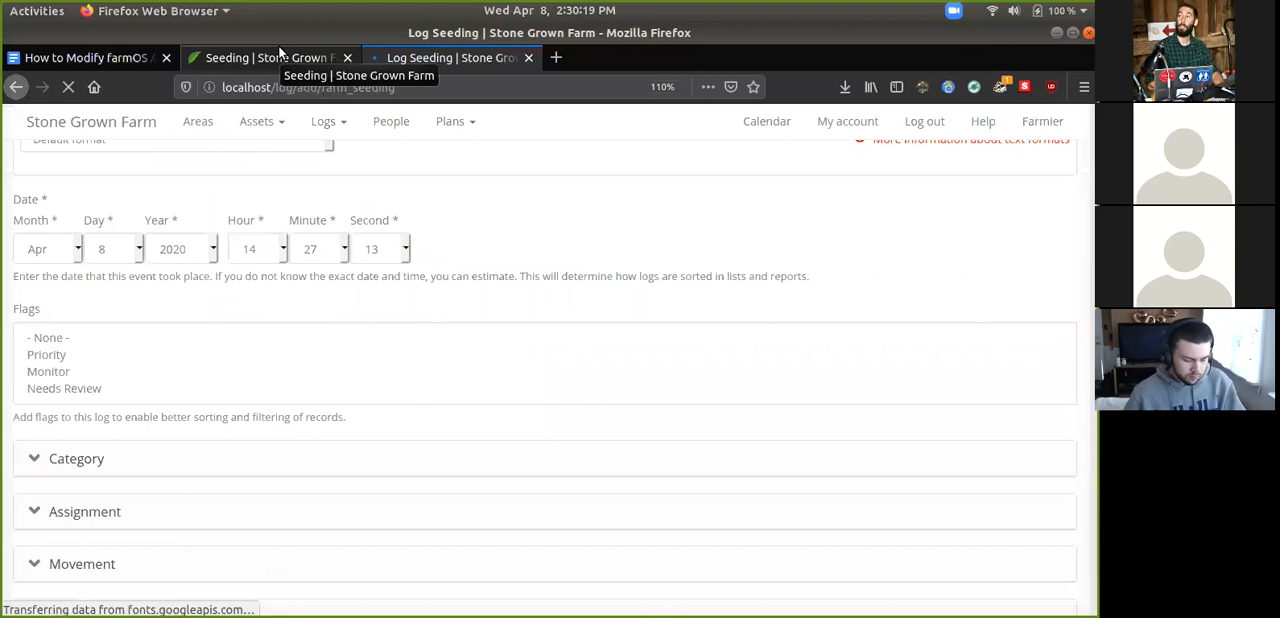 Activities Firefox Web Browser Wed Apr 8, 2:30:19 PM 100 %
Log Seeding | Stone Grown Farm - Mozilla Firefox
How to Modify farmOS Seeding | Stone Grown F Log Seeding | Stone Gro
Seeding | Stone Grown Farm
localhost/log/add/farm_seeding 110%
Stone Grown Farm Areas Assets Logs People Plans Calendar My account Log out Help Farmier
Default format More information about text formats
Date *
Month * Day * Year * Hour * Minute * Second *
Apr 8 2020 14 27 13
Enter the date that this event took place. If you do not know the exact date and time, you can estimate. This will determine how logs are sorted in lists and reports.
Flags
- None -
Priority
Monitor
Needs Review
Add flags to this log to enable better sorting and filtering of records.
Category
Assignment
Movement
Transferring data from fonts.googleapis.com...